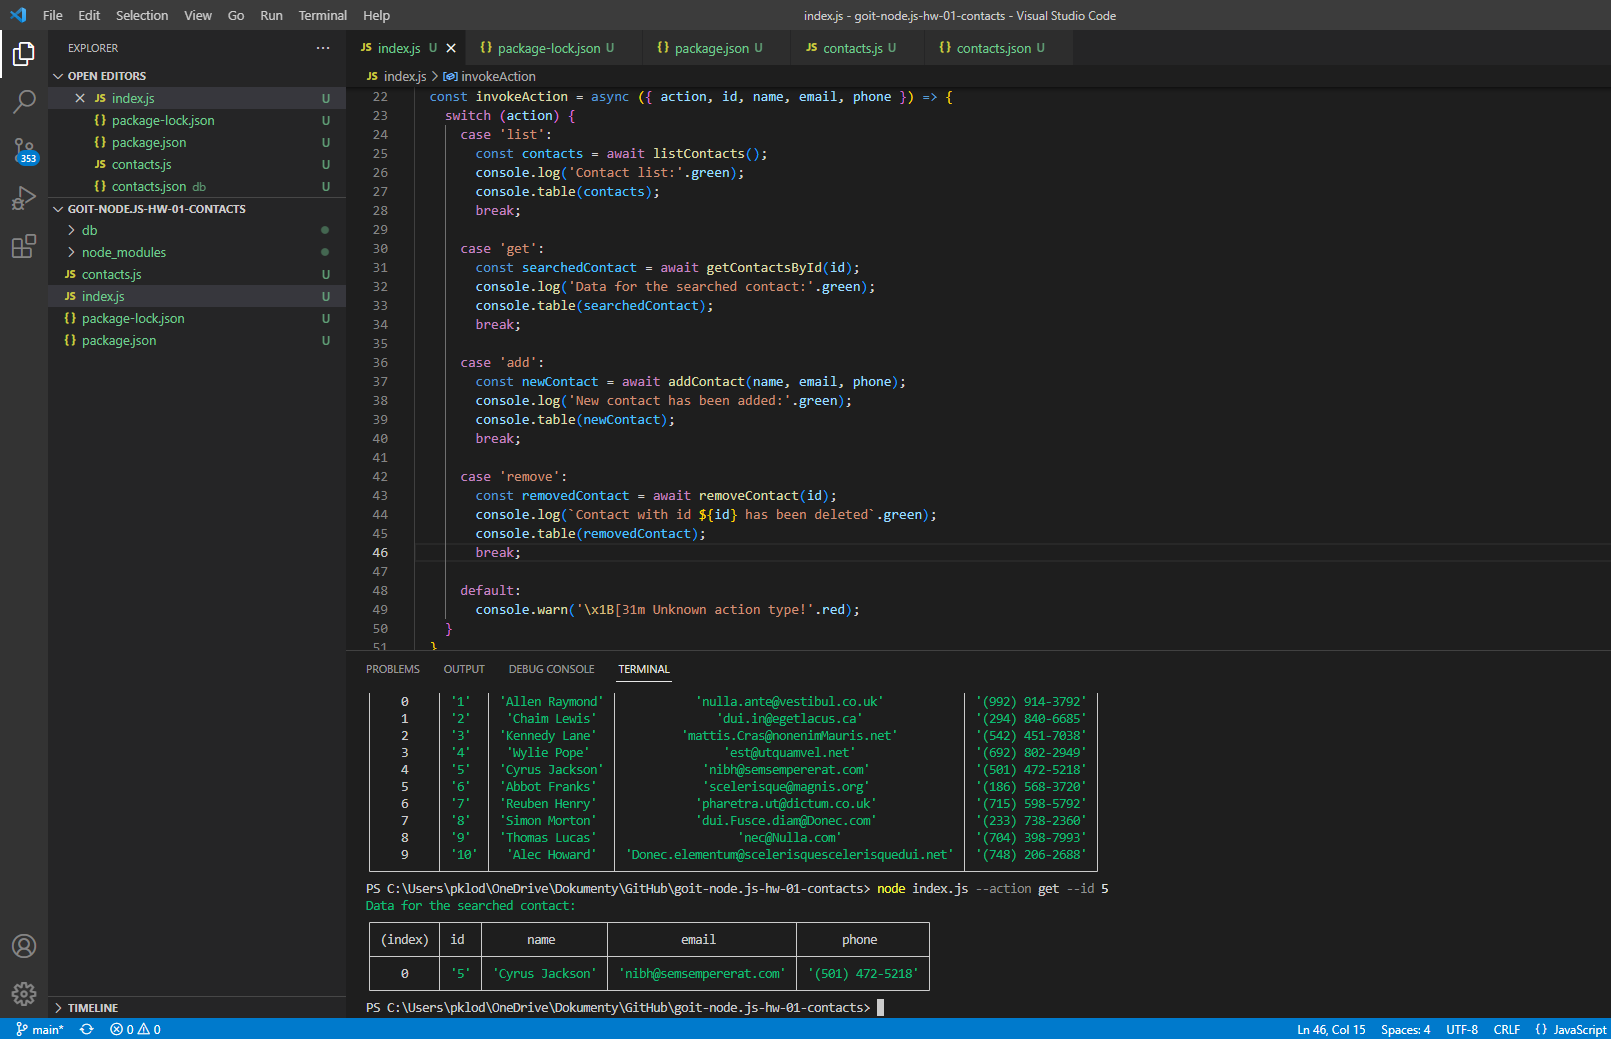 File Edit Selection View Go Run Terminal Help
index.js - goit-node.js-hw-01-contacts - Visual Studio Code
EXPLORER ···
OPEN EDITORS
JS index.js U
{} package-lock.json U
{} package.json U
JS contacts.js U
{} contacts.json db U
353
GOIT-NODE.JS-HW-01-CONTACTS
db
node_modules
JS contacts.js U
JS index.js U
{} package-lock.json U
{} package.json U
TIMELINE
JS index.js U
{} package-lock.json U
{} package.json U
JS contacts.js U
{} contacts.json U
JS index.js > invokeAction
22 const invokeAction = async ({ action, id, name, email, phone }) => {
23 switch (action) {
24 case 'list':
25 const contacts = await listContacts();
26 console.log('Contact list:'.green);
27 console.table(contacts);
28 break;
29
30 case 'get':
31 const searchedContact = await getContactsById(id);
32 console.log('Data for the searched contact:'.green);
33 console.table(searchedContact);
34 break;
35
36 case 'add':
37 const newContact = await addContact(name, email, phone);
38 console.log('New contact has been added:'.green);
39 console.table(newContact);
40 break;
41
42 case 'remove':
43 const removedContact = await removeContact(id);
44 console.log(`Contact with id ${id} has been deleted`.green);
45 console.table(removedContact);
46 break;
47
48 default:
49 console.warn('\x1B[31m Unknown action type!'.red);
50 }
51 }
PROBLEMS OUTPUT DEBUG CONSOLE TERMINAL
0 '1' 'Allen Raymond' 'nulla.ante@vestibul.co.uk' '(992) 914-3792'
1 '2' 'Chaim Lewis' 'dui.in@egetlacus.ca' '(294) 840-6685'
2 '3' 'Kennedy Lane' 'mattis.Cras@nonenimMauris.net' '(542) 451-7038'
3 '4' 'Wylie Pope' 'est@utquamvel.net' '(692) 802-2949'
4 '5' 'Cyrus Jackson' 'nibh@semsempererat.com' '(501) 472-5218'
5 '6' 'Abbot Franks' 'scelerisque@magnis.org' '(186) 568-3720'
6 '7' 'Reuben Henry' 'pharetra.ut@dictum.co.uk' '(715) 598-5792'
7 '8' 'Simon Morton' 'dui.Fusce.diam@Donec.com' '(233) 738-2360'
8 '9' 'Thomas Lucas' 'nec@Nulla.com' '(704) 398-7993'
9 '10' 'Alec Howard' 'Donec.elementum@scelerisquescelerisquedui.net' '(748) 206-2688'
PS C:\Users\pklod\OneDrive\Dokumenty\GitHub\goit-node.js-hw-01-contacts> node index.js --action get --id 5
Data for the searched contact:
(index) id name email phone
0 '5' 'Cyrus Jackson' 'nibh@semsempererat.com' '(501) 472-5218'
PS C:\Users\pklod\OneDrive\Dokumenty\GitHub\goit-node.js-hw-01-contacts>
main* 0 0 Ln 46, Col 15 Spaces: 4 UTF-8 CRLF {} JavaScript